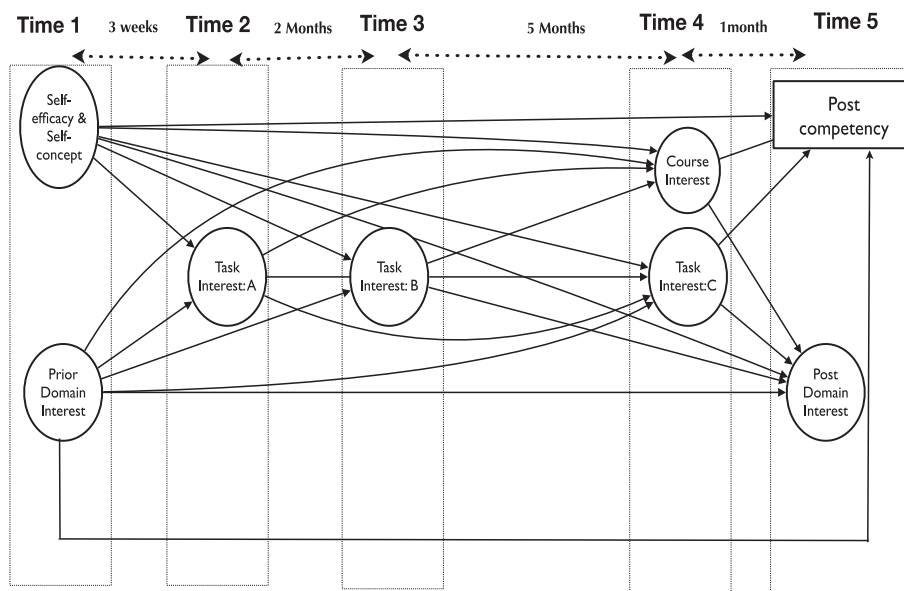 Time 1
3 weeks
Time 2
2 Months
Time 3
5 Months
Time 4
1month
Time 5
Self-
efficacy &
Self-
concept
Post
competency
Course
Interest
Task
Interest: A
Task
Interest: B
Task
Interest: C
Prior
Domain
Interest
Post
Domain
Interest